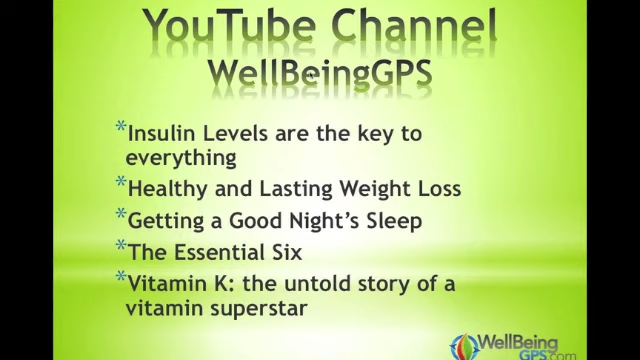 YouTube Channel
WellBeingGPS
*Insulin Levels are the key to
everything
*Healthy and Lasting Weight Loss
*Getting a Good Night's Sleep
*The Essential Six
*Vitamin K: the untold story of a
vitamin superstar
WellBeing
GPS.com